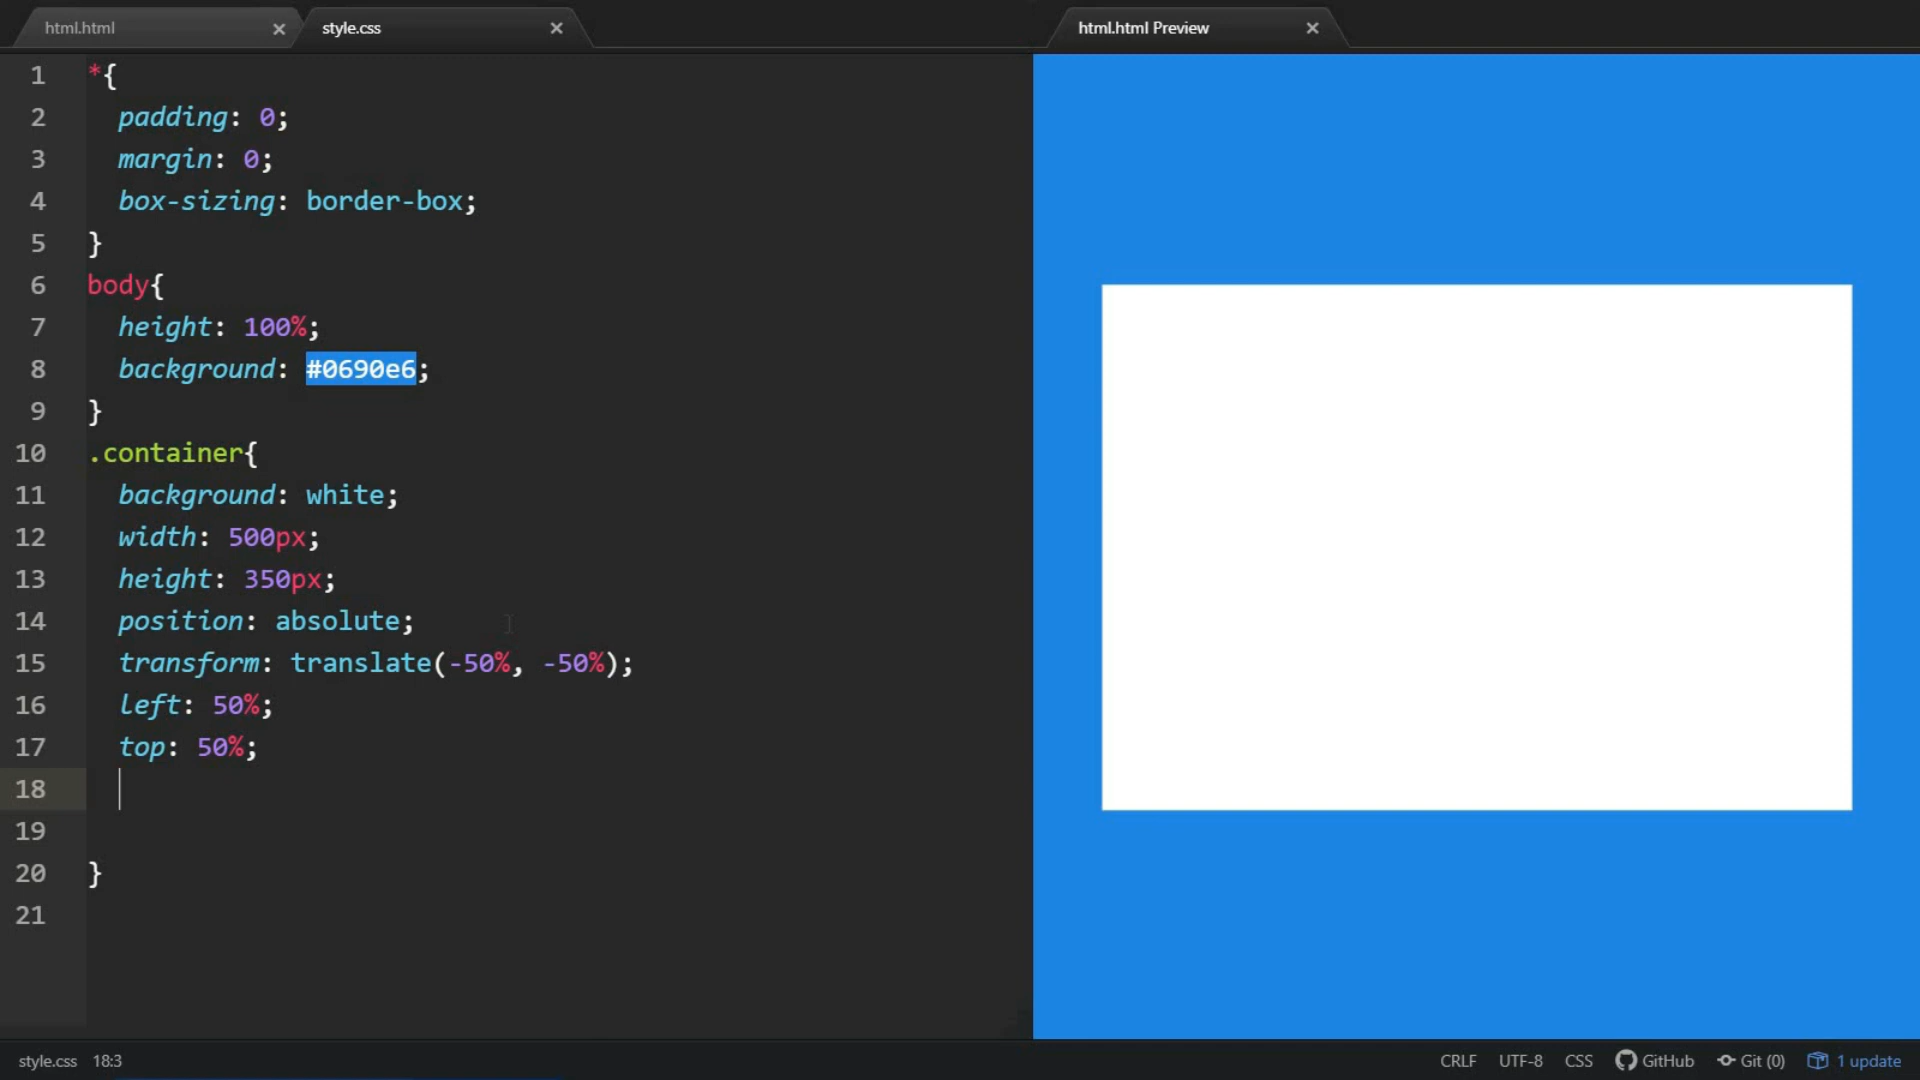 html.html
style.css
html.html Preview
1 *{
2 padding: 0;
3 margin: 0;
4 box-sizing: border-box;
5 }
6 body{
7 height: 100%;
8 background: #0690e6;
9 }
10 .container{
11 background: white;
12 width: 500px;
13 height: 350px;
14 position: absolute;
15 transform: translate(-50%, -50%);
16 left: 50%;
17 top: 50%;
18
19
20 }
21
style.css 18:3 CRLF UTF-8 CSS GitHub Git (0) 1 update